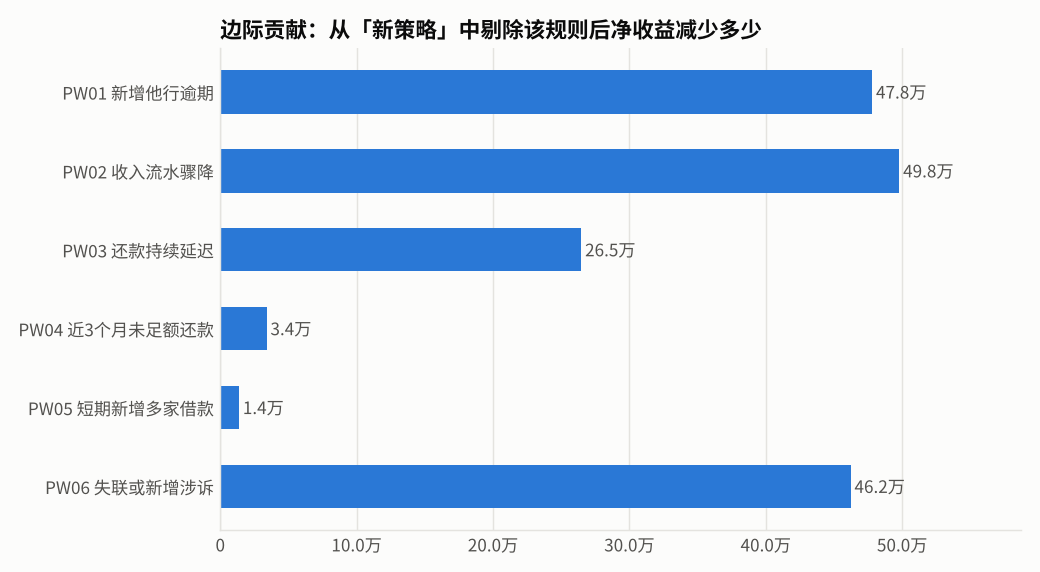 边际贡献：从「新策略」中剔除该规则后净收益减少多少
PW01 新增他行逾期 47.8万
PW02 收入流水骤降 49.8万
PW03 还款持续延迟 26.5万
PW04 近3个月未足额还款 3.4万
PW05 短期新增多家借款 1.4万
PW06 失联或新增涉诉 46.2万
0 10.0万 20.0万 30.0万 40.0万 50.0万